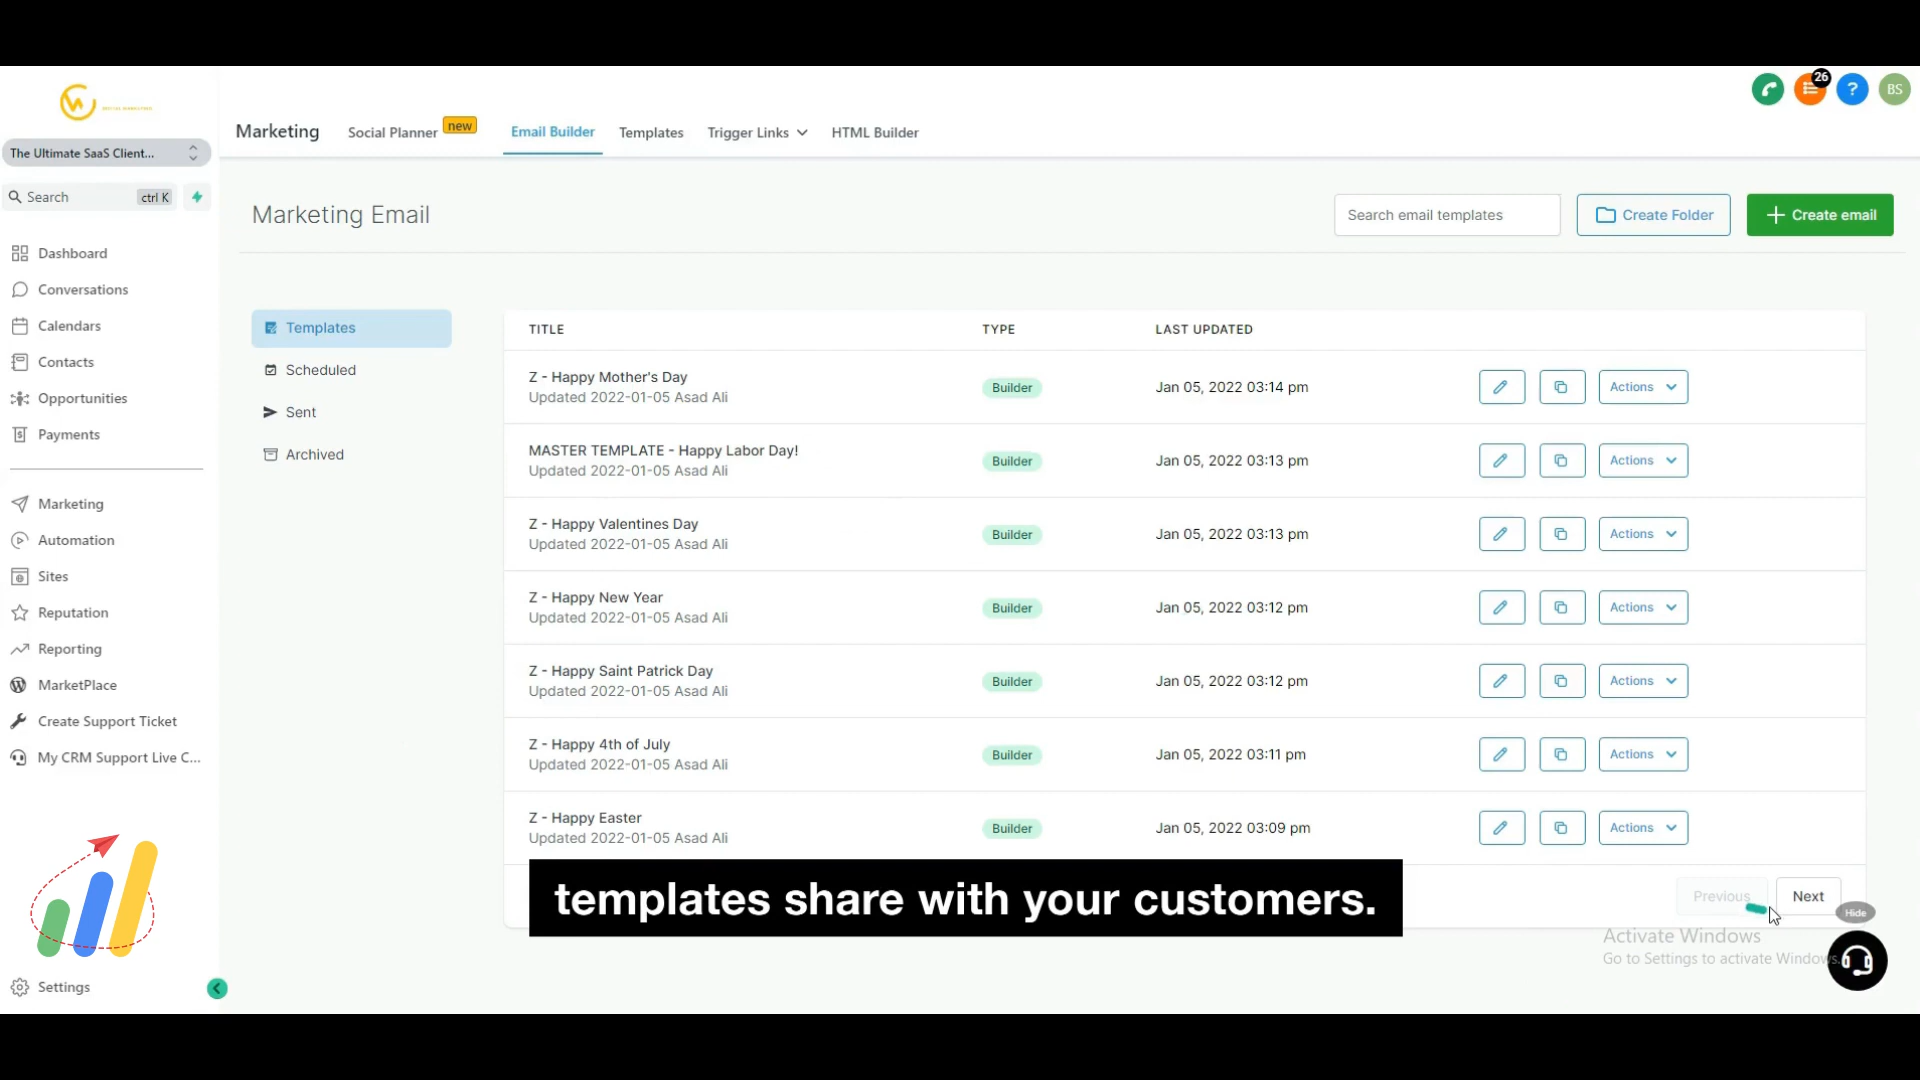 26
BS
Marketing
Social Planner new
Email Builder
Templates
Trigger Links
HTML Builder
The Ultimate SaaS Client...
Search ctrl K
Dashboard
Conversations
Calendars
Contacts
Opportunities
Payments
Marketing
Automation
Sites
Reputation
Reporting
MarketPlace
Create Support Ticket
My CRM Support Live C...
Settings
Marketing Email
Search email templates
Create Folder
Create email
Templates
Scheduled
Sent
Archived
TITLE TYPE LAST UPDATED
Z - Happy Mother's Day
Updated 2022-01-05 Asad Ali
Builder
Jan 05, 2022 03:14 pm
Actions
MASTER TEMPLATE - Happy Labor Day!
Updated 2022-01-05 Asad Ali
Builder
Jan 05, 2022 03:13 pm
Actions
Z - Happy Valentines Day
Updated 2022-01-05 Asad Ali
Builder
Jan 05, 2022 03:13 pm
Actions
Z - Happy New Year
Updated 2022-01-05 Asad Ali
Builder
Jan 05, 2022 03:12 pm
Actions
Z - Happy Saint Patrick Day
Updated 2022-01-05 Asad Ali
Builder
Jan 05, 2022 03:12 pm
Actions
Z - Happy 4th of July
Updated 2022-01-05 Asad Ali
Builder
Jan 05, 2022 03:11 pm
Actions
Z - Happy Easter
Updated 2022-01-05 Asad Ali
Builder
Jan 05, 2022 03:09 pm
Actions
templates share with your customers.
Previous
Next
Hide
Activate Windows
Go to Settings to activate Windows.